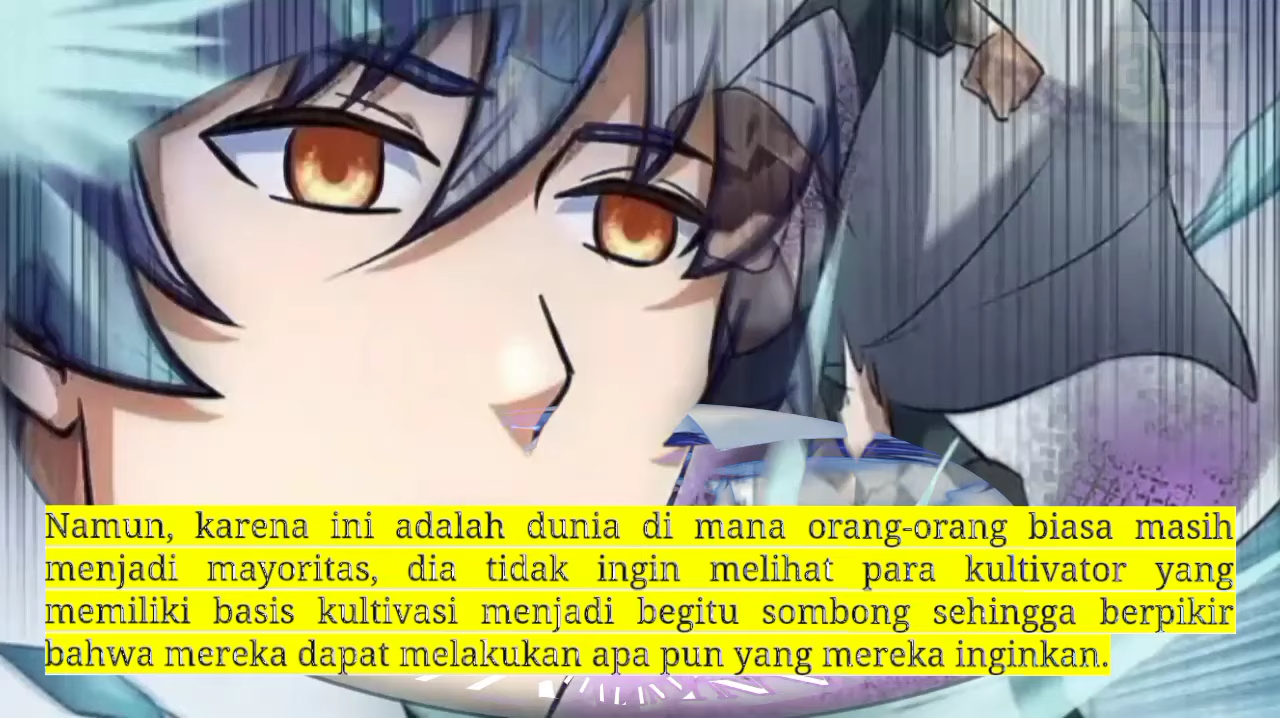 Namun, karena ini adalah dunia di mana orang-orang biasa masih
menjadi mayoritas, dia tidak ingin melihat para kultivator yang
memiliki basis kultivasi menjadi begitu sombong sehingga berpikir
bahwa mereka dapat melakukan apa pun yang mereka inginkan.